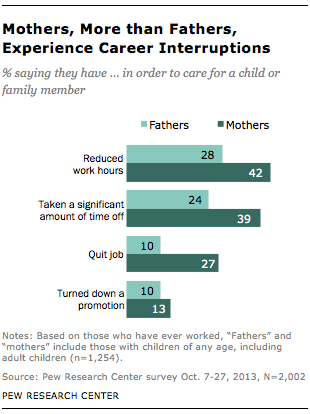 Mothers, More than Fathers,
Experience Career Interruptions
% saying they have ... in order to care for a child or
family member
Fathers Mothers
Reduced
work hours
28
42
Taken a significant
amount of time off
24
39
Quit job
10
27
Turned down a
promotion
10
13
Notes: Based on those who have ever worked, “Fathers” and
“mothers” include those with children of any age, including
adult children (n=1,254).
Source: Pew Research Center survey Oct. 7-27, 2013, N=2,002
PEW RESEARCH CENTER